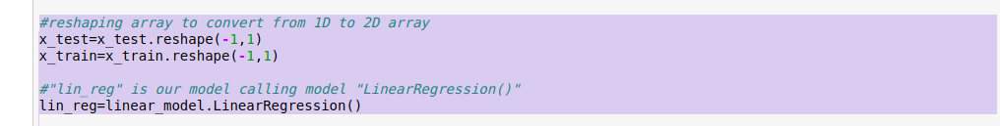 #reshaping array to convert from 1D to 2D array
x_test=x_test.reshape(-1,1)
x_train=x_train.reshape(-1,1)
#"lin_reg" is our model calling model "LinearRegression()"
lin_reg=linear_model.LinearRegression()